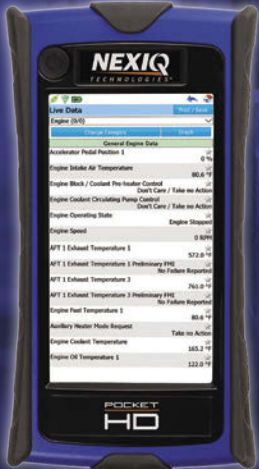 NEXIQ
TECHNOLOGIES®
Live Data
Print / Save
Engine (0/0)
Change Category
Graph
General Engine Data
Accelerator Pedal Position 1
0 %
Engine Intake Air Temperature
80.6 °F
Engine Block / Coolant Pre-heater Control
Don't Care / Take no Action
Engine Coolant Circulating Pump Control
Don't Care / Take no Action
Engine Operating State
Engine Stopped
Engine Speed
0 RPM
AFT 1 Exhaust Temperature 1
572.0 °F
AFT 1 Exhaust Temperature 1 Preliminary FMI
No Failure Reported
AFT 1 Exhaust Temperature 3
761.0 °F
AFT 1 Exhaust Temperature 3 Preliminary FMI
No Failure Reported
Engine Fuel Temperature 1
80.6 °F
Auxiliary Heater Mode Request
Take no Action
Engine Coolant Temperature
165.2 °F
Engine Oil Temperature 1
122.0 °F
POCKET
HD